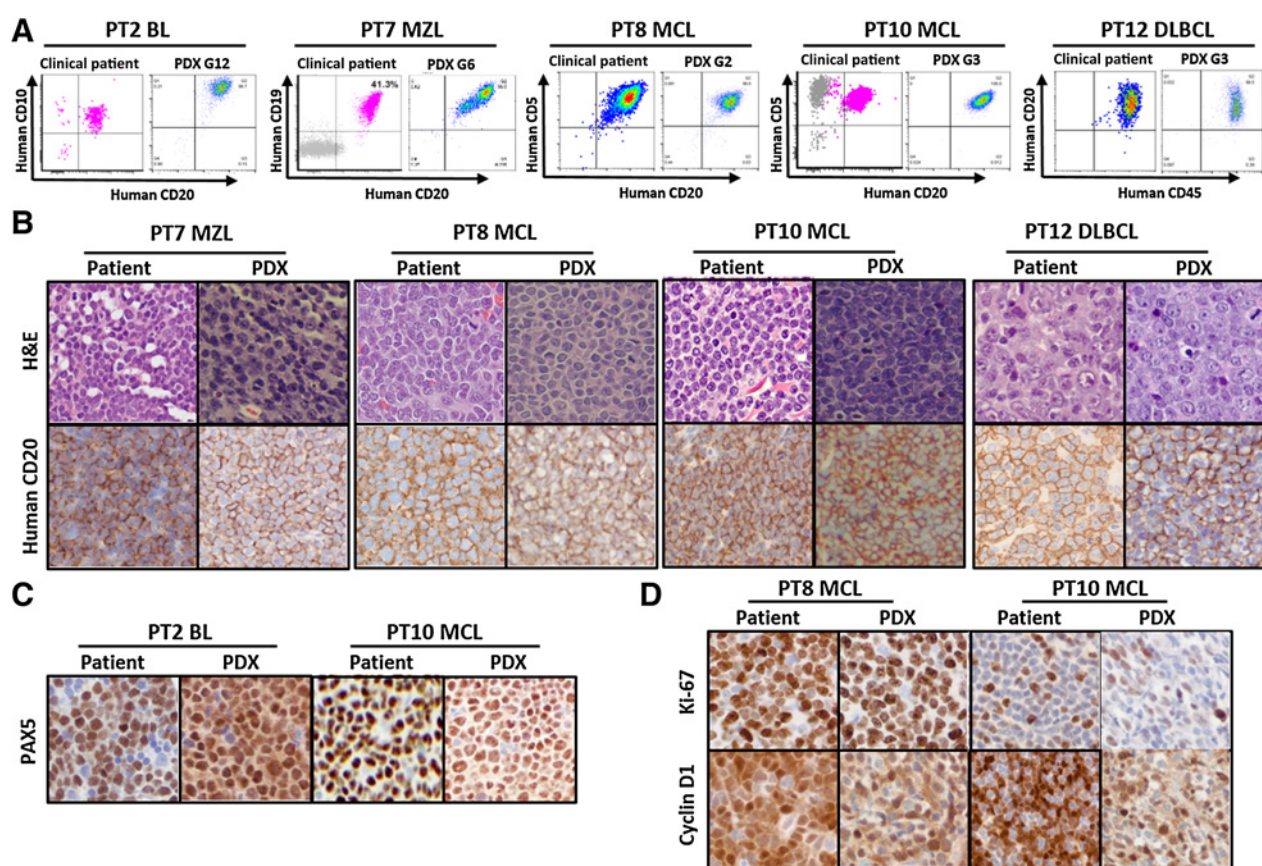 A
PT2 BL
PT7 MZL
PT8 MCL
PT10 MCL
PT12 DLBCL
Clinical patient PDX G12
Clinical patient PDX G6
Clinical patient PDX G2
Clinical patient PDX G3
Clinical patient PDX G3
41.3%
Human CD10
Human CD19
Human CD5
Human CD5
Human CD20
Human CD20
Human CD20
Human CD20
Human CD20
Human CD45
B
PT7 MZL
PT8 MCL
PT10 MCL
PT12 DLBCL
Patient PDX
Patient PDX
Patient PDX
Patient PDX
H&E
Human CD20
C
PT2 BL
PT10 MCL
Patient PDX
Patient PDX
PAX5
D
PT8 MCL
PT10 MCL
Patient PDX
Patient PDX
Ki-67
Cyclin D1